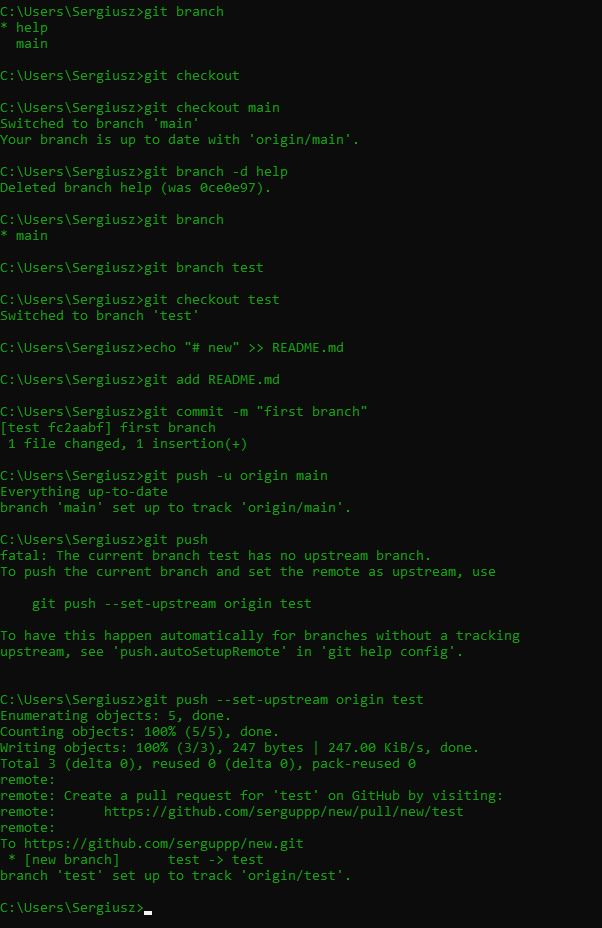 C:\Users\Sergiusz>git branch
* help
  main
C:\Users\Sergiusz>git checkout
C:\Users\Sergiusz>git checkout main
Switched to branch 'main'
Your branch is up to date with 'origin/main'.
C:\Users\Sergiusz>git branch -d help
Deleted branch help (was 0ce0e97).
C:\Users\Sergiusz>git branch
* main
C:\Users\Sergiusz>git branch test
C:\Users\Sergiusz>git checkout test
Switched to branch 'test'
C:\Users\Sergiusz>echo "# new" >> README.md
C:\Users\Sergiusz>git add README.md
C:\Users\Sergiusz>git commit -m "first branch"
[test fc2aabf] first branch
 1 file changed, 1 insertion(+)
C:\Users\Sergiusz>git push -u origin main
Everything up-to-date
branch 'main' set up to track 'origin/main'.
C:\Users\Sergiusz>git push
fatal: The current branch test has no upstream branch.
To push the current branch and set the remote as upstream, use
    git push --set-upstream origin test
To have this happen automatically for branches without a tracking
upstream, see 'push.autoSetupRemote' in 'git help config'.
C:\Users\Sergiusz>git push --set-upstream origin test
Enumerating objects: 5, done.
Counting objects: 100% (5/5), done.
Writing objects: 100% (3/3), 247 bytes | 247.00 KiB/s, done.
Total 3 (delta 0), reused 0 (delta 0), pack-reused 0
remote:
remote: Create a pull request for 'test' on GitHub by visiting:
remote:      https://github.com/serguppp/new/pull/new/test
remote:
To https://github.com/serguppp/new.git
 * [new branch]      test -> test
branch 'test' set up to track 'origin/test'.
C:\Users\Sergiusz>